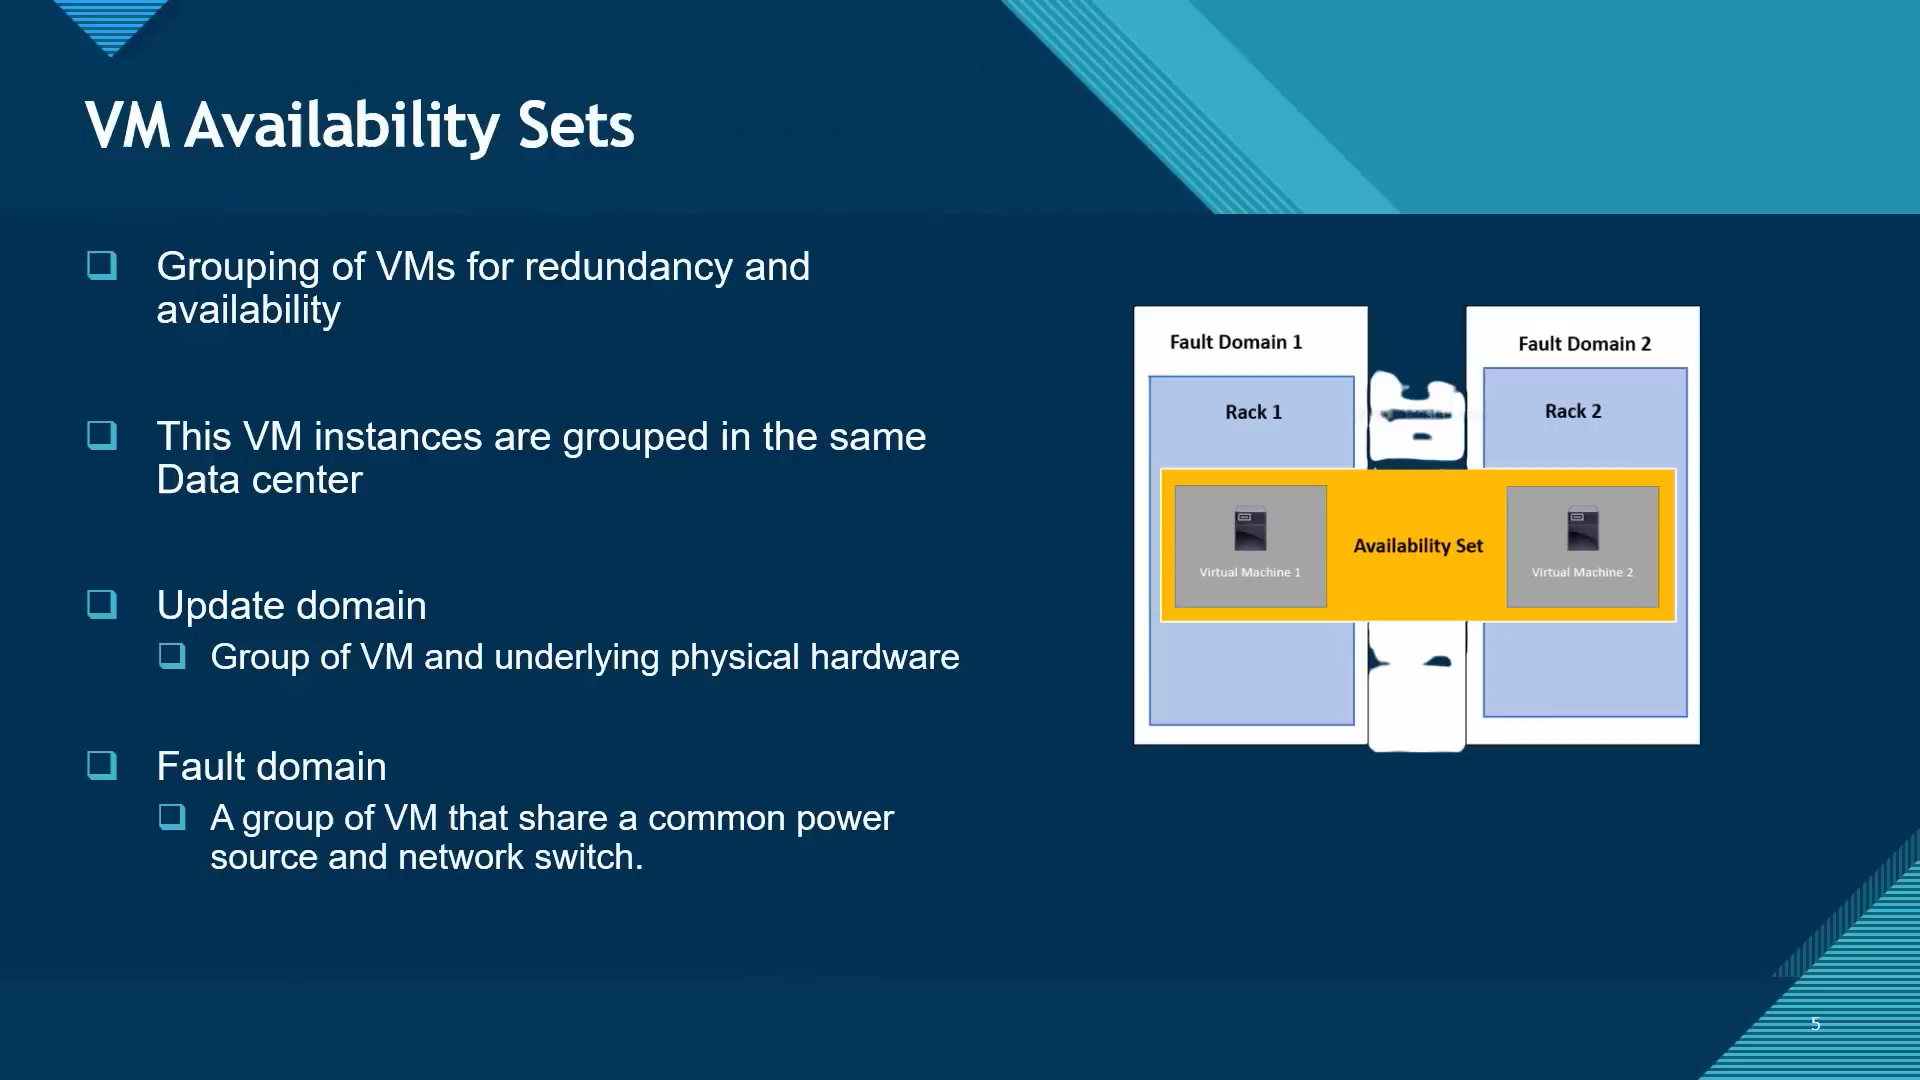 VM Availability Sets
Grouping of VMs for redundancy and
availability
This VM instances are grouped in the same
Data center
Update domain
Group of VM and underlying physical hardware
Fault domain
A group of VM that share a common power
source and network switch.
Fault Domain 1
Fault Domain 2
Rack 1
Rack 2
Availability Set
Virtual Machine 1
Virtual Machine 2
5